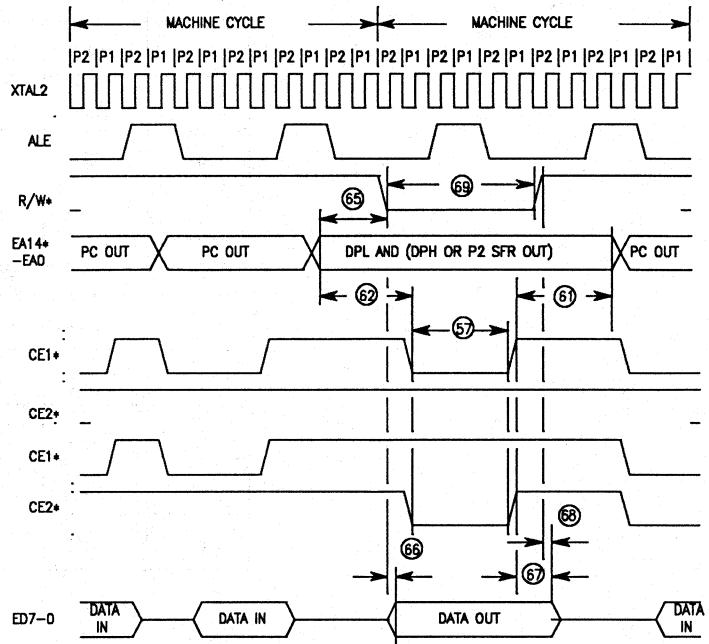 MACHINE CYCLE MACHINE CYCLE
P2 P1 P2 P1 P2 P1 P2 P1 P2 P1 P2 P1 P2 P1 P2 P1 P2 P1 P2 P1 P2 P1 P2 P1
XTAL2
ALE
R/W*
65 69
EA14*
-EA0
PC OUT PC OUT DPL AND (DPH OR P2 SFR OUT) PC OUT
62 61
57
CE1*
CE2*
CE1*
CE2*
68
66
67
ED7-0
DATA IN DATA IN DATA OUT DATA IN